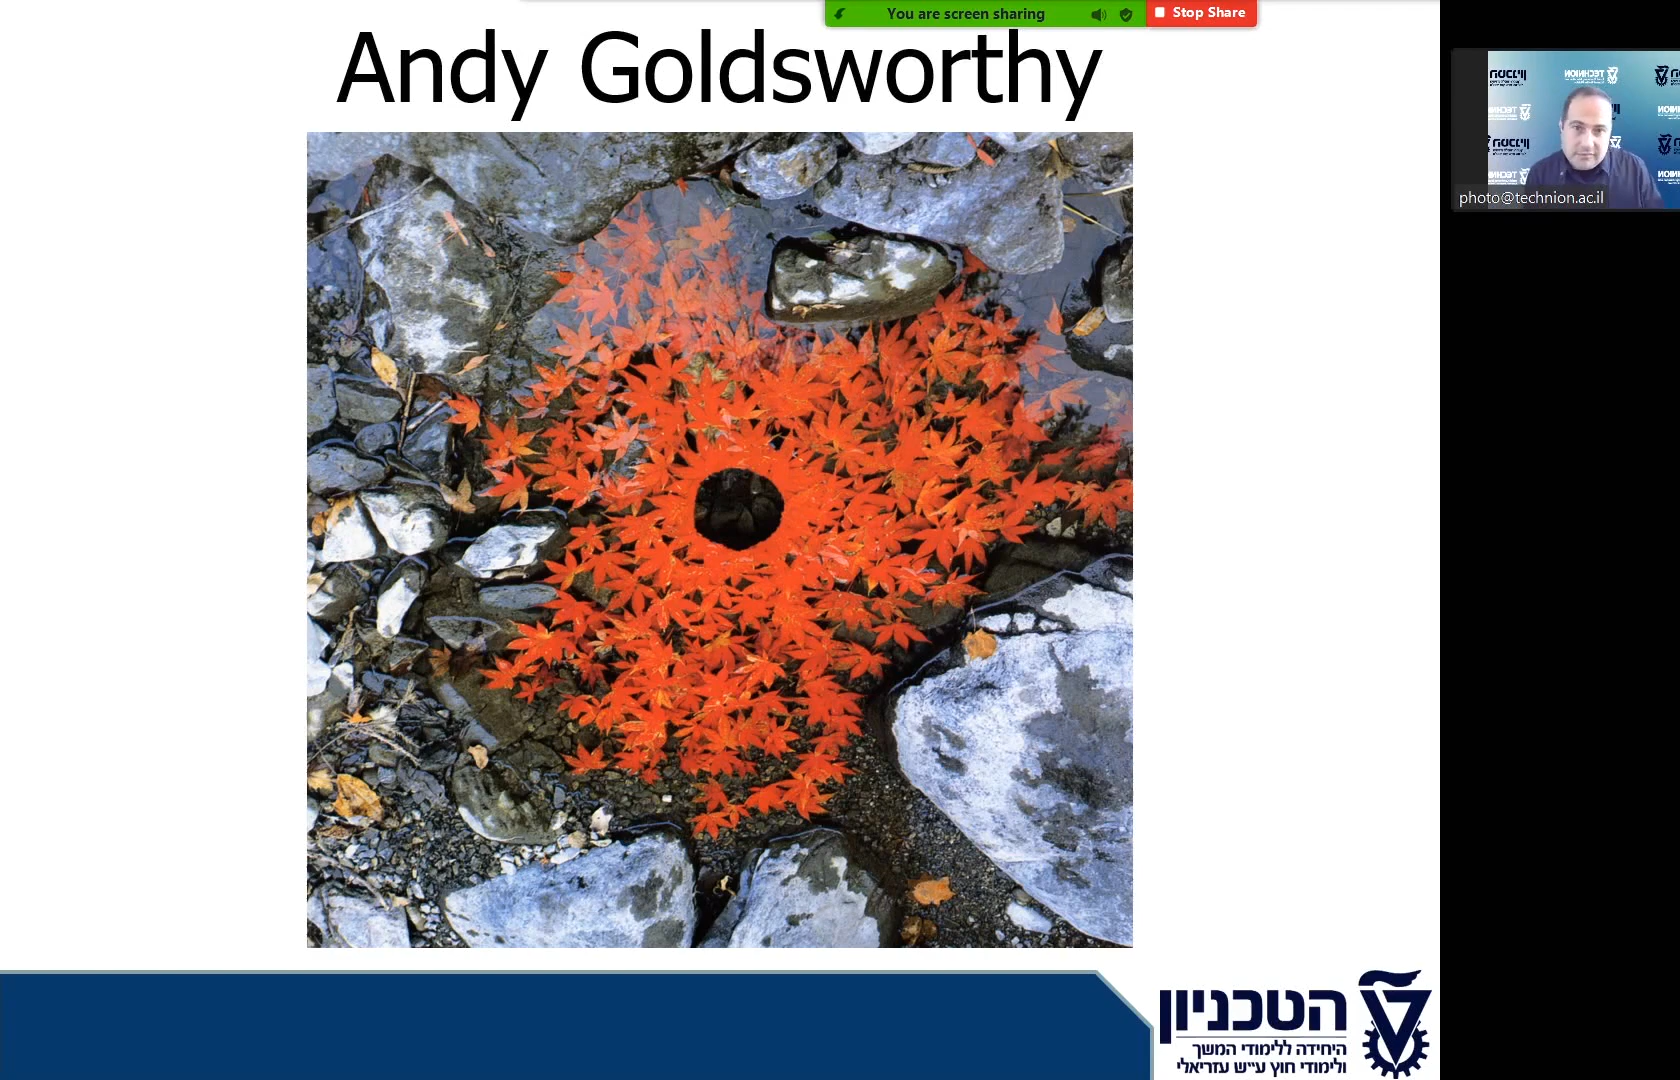 You are screen sharing
Stop Share
Andy Goldsworthy
photo@technion.ac.il
הטכניון
היחידה ללימודי המשך
ולימודי חוץ ע״ש עזריאלי